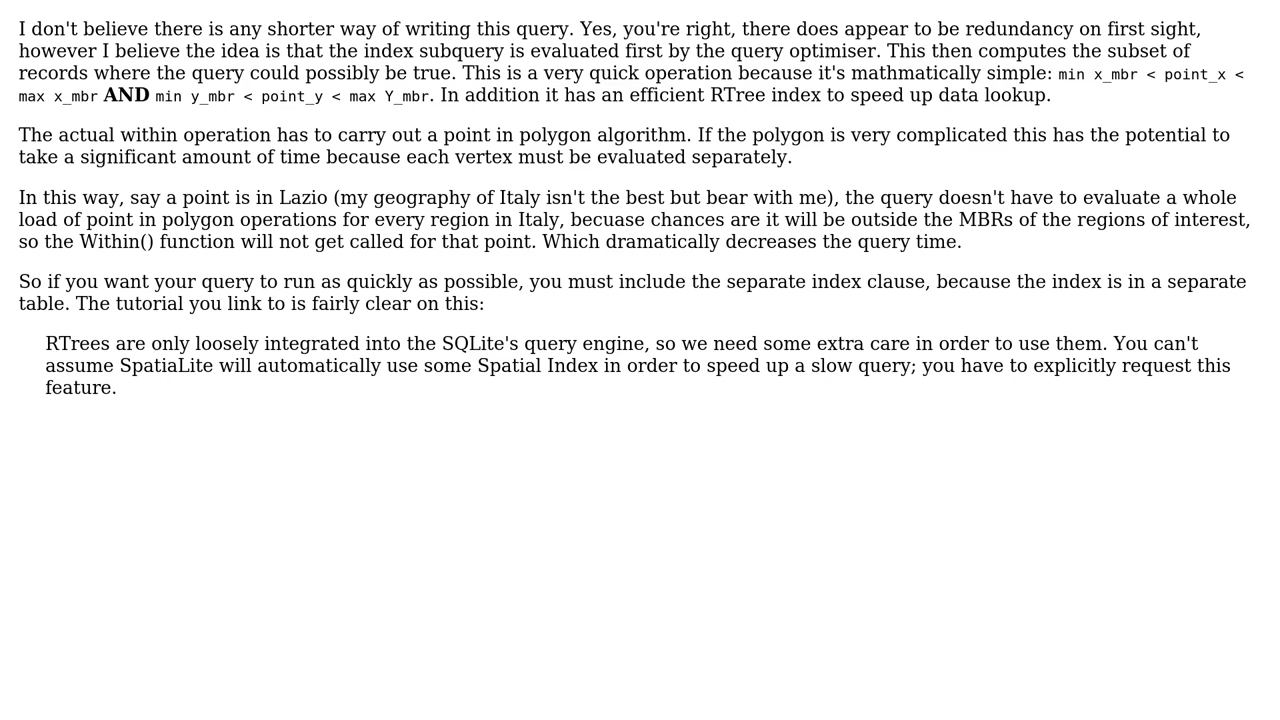 I don't believe there is any shorter way of writing this query. Yes, you're right, there does appear to be redundancy on first sight,
however I believe the idea is that the index subquery is evaluated first by the query optimiser. This then computes the subset of
records where the query could possibly be true. This is a very quick operation because it's mathmatically simple: min x_mbr < point_x <
max x_mbr AND min y_mbr < point_y < max Y_mbr. In addition it has an efficient RTree index to speed up data lookup.
The actual within operation has to carry out a point in polygon algorithm. If the polygon is very complicated this has the potential to
take a significant amount of time because each vertex must be evaluated separately.
In this way, say a point is in Lazio (my geography of Italy isn't the best but bear with me), the query doesn't have to evaluate a whole
load of point in polygon operations for every region in Italy, becuase chances are it will be outside the MBRs of the regions of interest,
so the Within() function will not get called for that point. Which dramatically decreases the query time.
So if you want your query to run as quickly as possible, you must include the separate index clause, because the index is in a separate
table. The tutorial you link to is fairly clear on this:
RTrees are only loosely integrated into the SQLite's query engine, so we need some extra care in order to use them. You can't
assume SpatiaLite will automatically use some Spatial Index in order to speed up a slow query; you have to explicitly request this
feature.